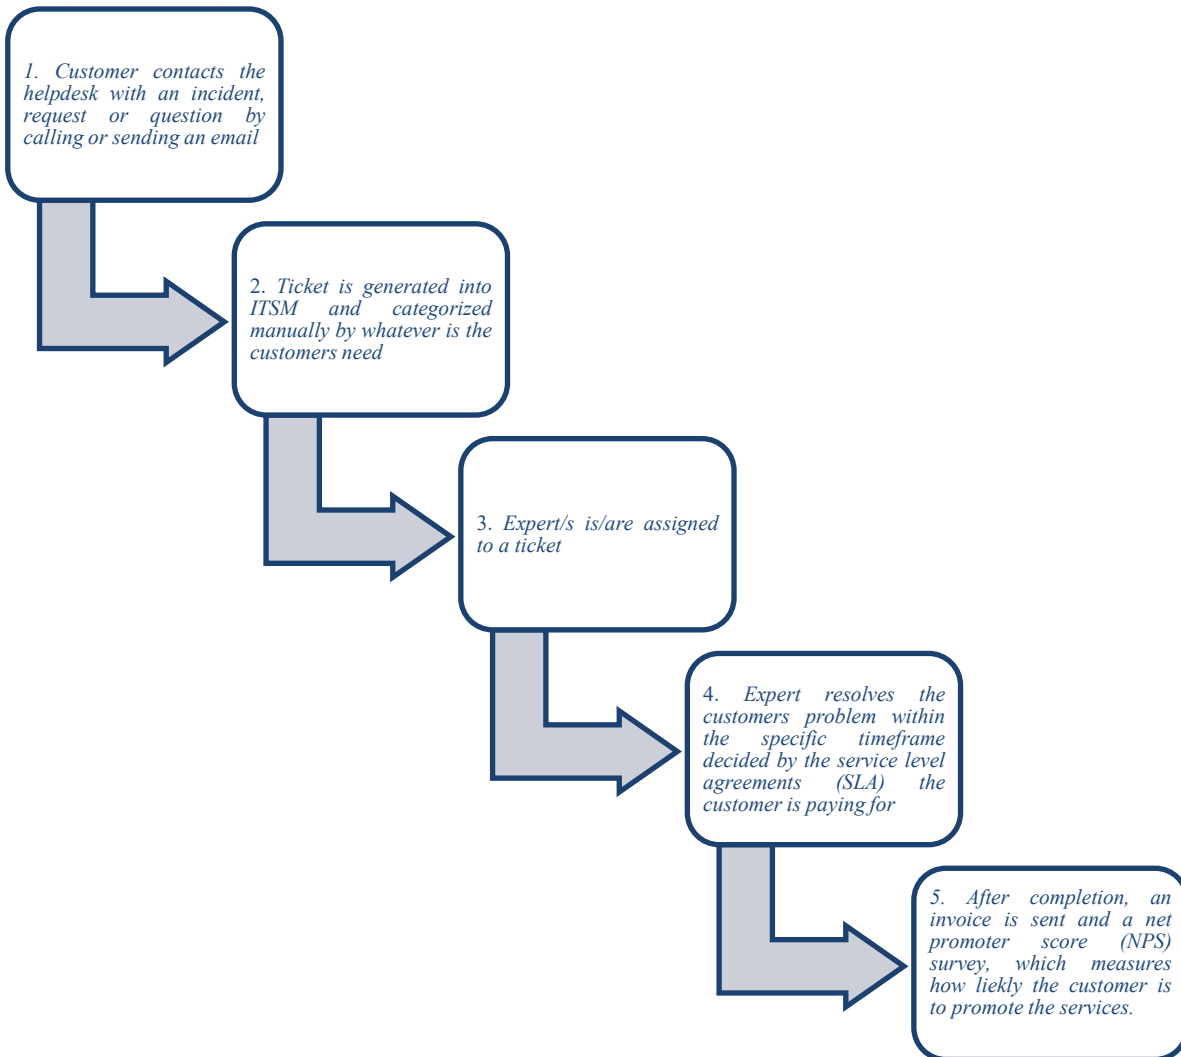 1. Customer contacts the
helpdesk with an incident,
request or question by
calling or sending an email
2. Ticket is generated into
ITSM and categorized
manually by whatever is the
customers need
3. Expert/s is/are assigned
to a ticket
4. Expert resolves the
customers problem within
the specific timeframe
decided by the service level
agreements (SLA) the
customer is paying for
5. After completion, an
invoice is sent and a net
promoter score (NPS)
survey, which measures
how liekly the customer is
to promote the services.